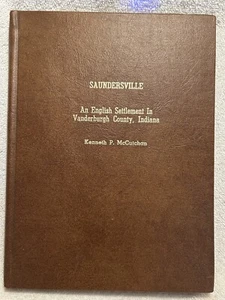 SAUNDERSVILLE
An English Settlement In
Vanderburgh County, Indiana
Kenneth P. McCutchan